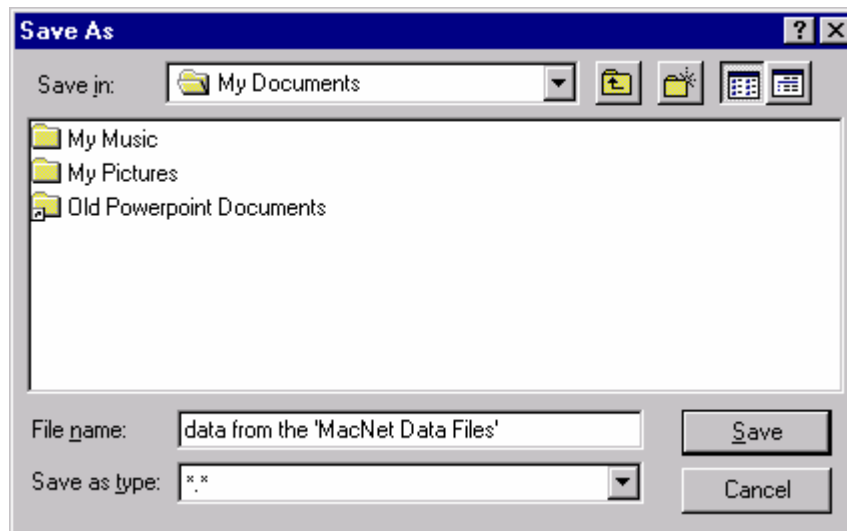 Save As
Save in: My Documents
My Music
My Pictures
Old Powerpoint Documents
File name: data from the 'MacNet Data Files' Save
Save as type: *.* Cancel